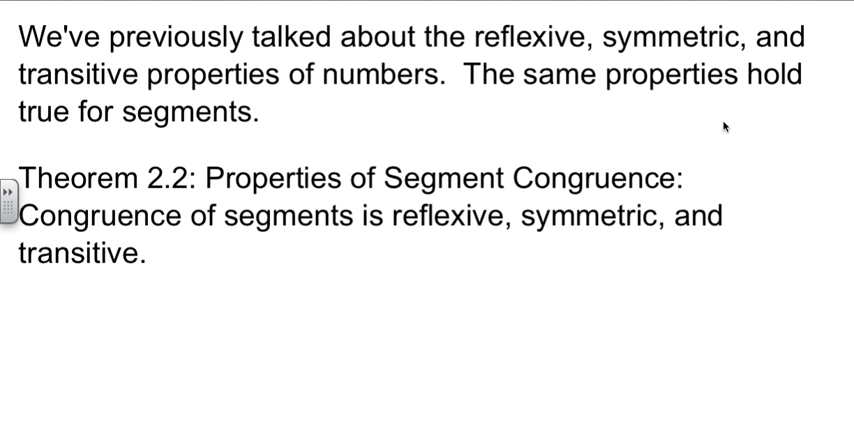 We've previously talked about the reflexive, symmetric, and
transitive properties of numbers.  The same properties hold
true for segments.
Theorem 2.2: Properties of Segment Congruence:
Congruence of segments is reflexive, symmetric, and
transitive.